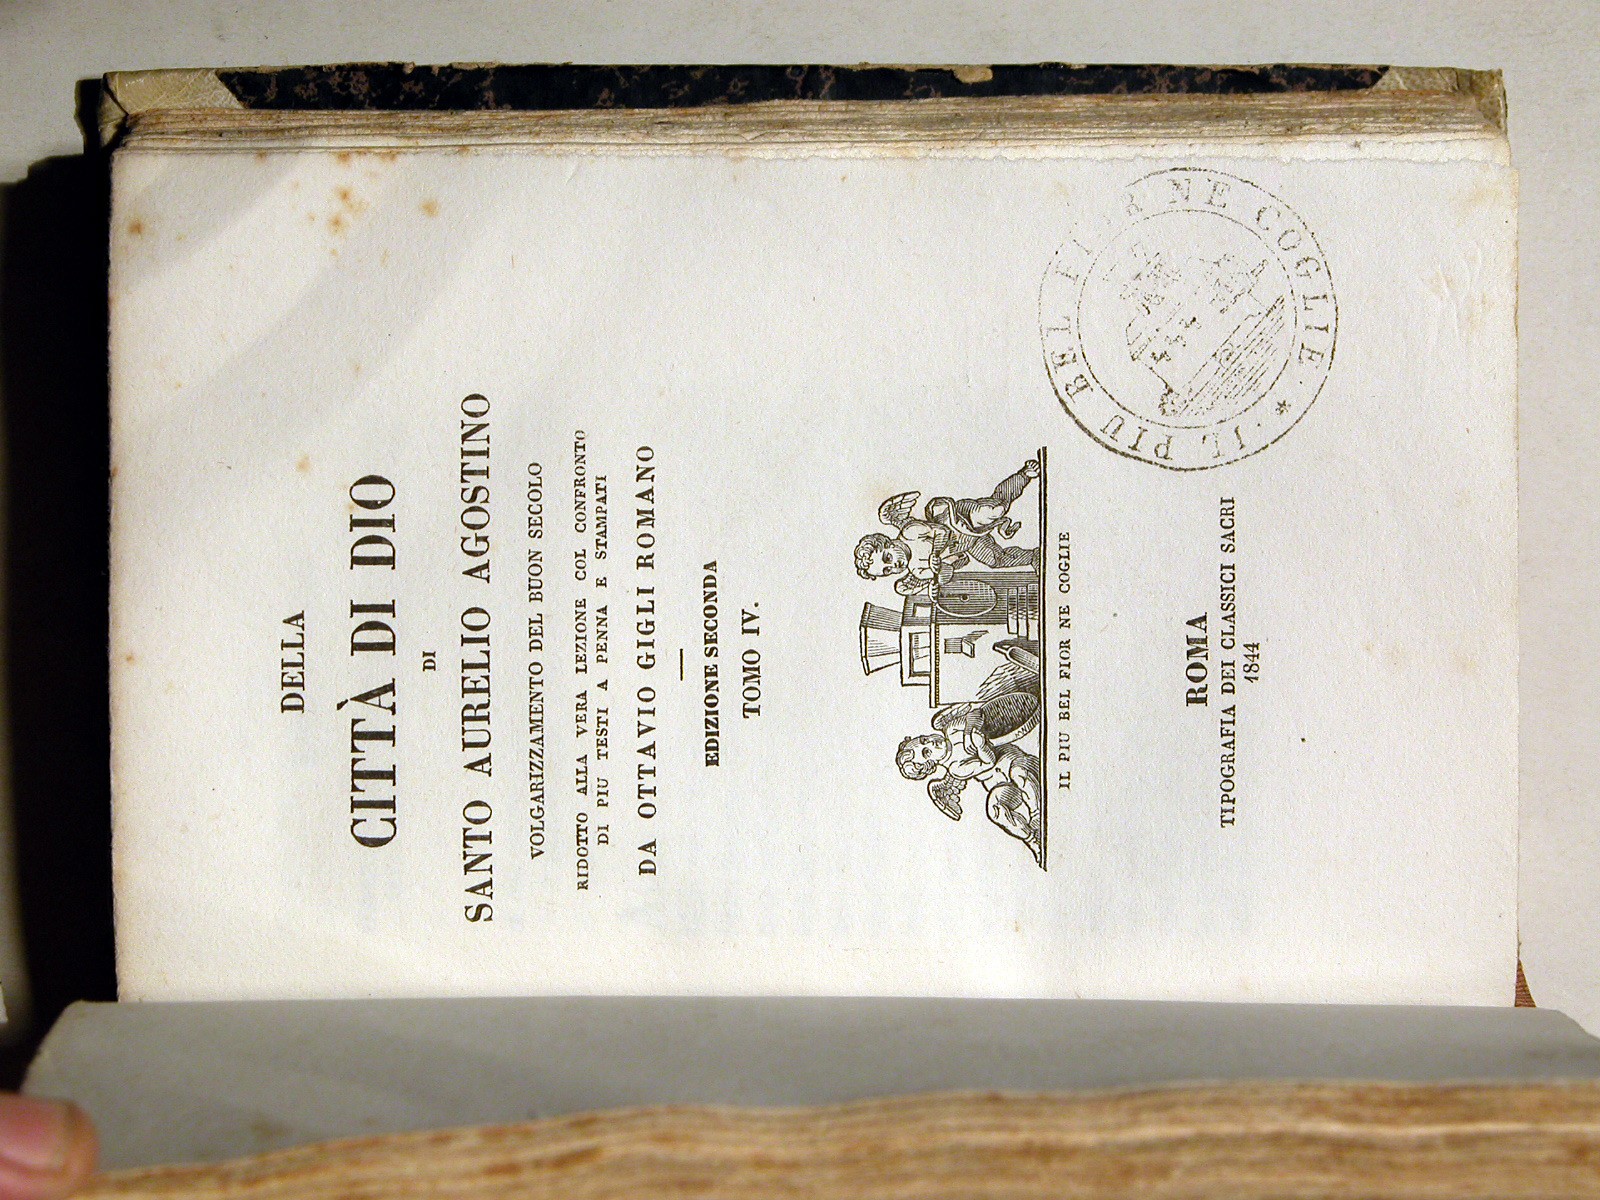 DELLA
CITTÀ DI DIO
DI
SANTO AURELIO AGOSTINO
VOLGARIZZAMENTO DEL BUON SECOLO
RIDOTTO ALLA VERA LEZIONE COL CONFRONTO
DI PIU TESTI A PENNA E STAMPATI
DA OTTAVIO GIGLI ROMANO
EDIZIONE SECONDA
TOMO IV.
IL PIU BEL FIOR NE COGLIE
ROMA
TIPOGRAFIA DEI CLASSICI SACRI
1844
IL PIU BEL FIOR NE COGLIE